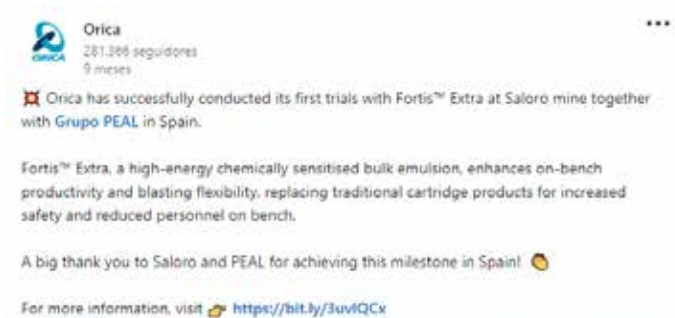 Orica
ORICA
281.366 seguidores
9 meses
💥 Orica has successfully conducted its first trials with Fortis™ Extra at Saloro mine together
with Grupo PEAL in Spain.
Fortis™ Extra, a high-energy chemically sensitised bulk emulsion, enhances on-bench
productivity and blasting flexibility, replacing traditional cartridge products for increased
safety and reduced personnel on bench.
A big thank you to Saloro and PEAL for achieving this milestone in Spain! 👏
For more information, visit 👉 https://bit.ly/3uvIQCx